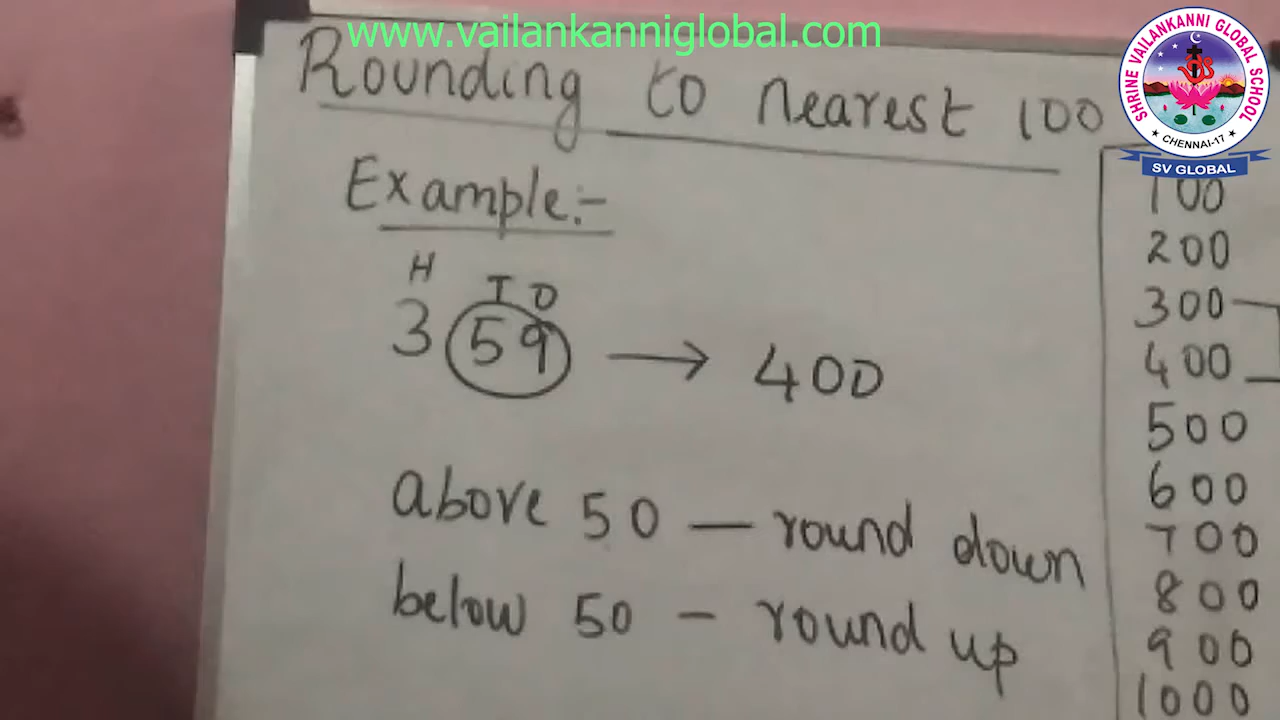 www.vailankanniglobal.com
SHRINE VAILANKANNI GLOBAL SCHOOL
CHENNAI-17
SV GLOBAL
Rounding to nearest 100
Example:-
H T O
3 59 → 400
above 50 — round down
below 50 - round up
100
200
300
400
500
600
700
800
900
1000